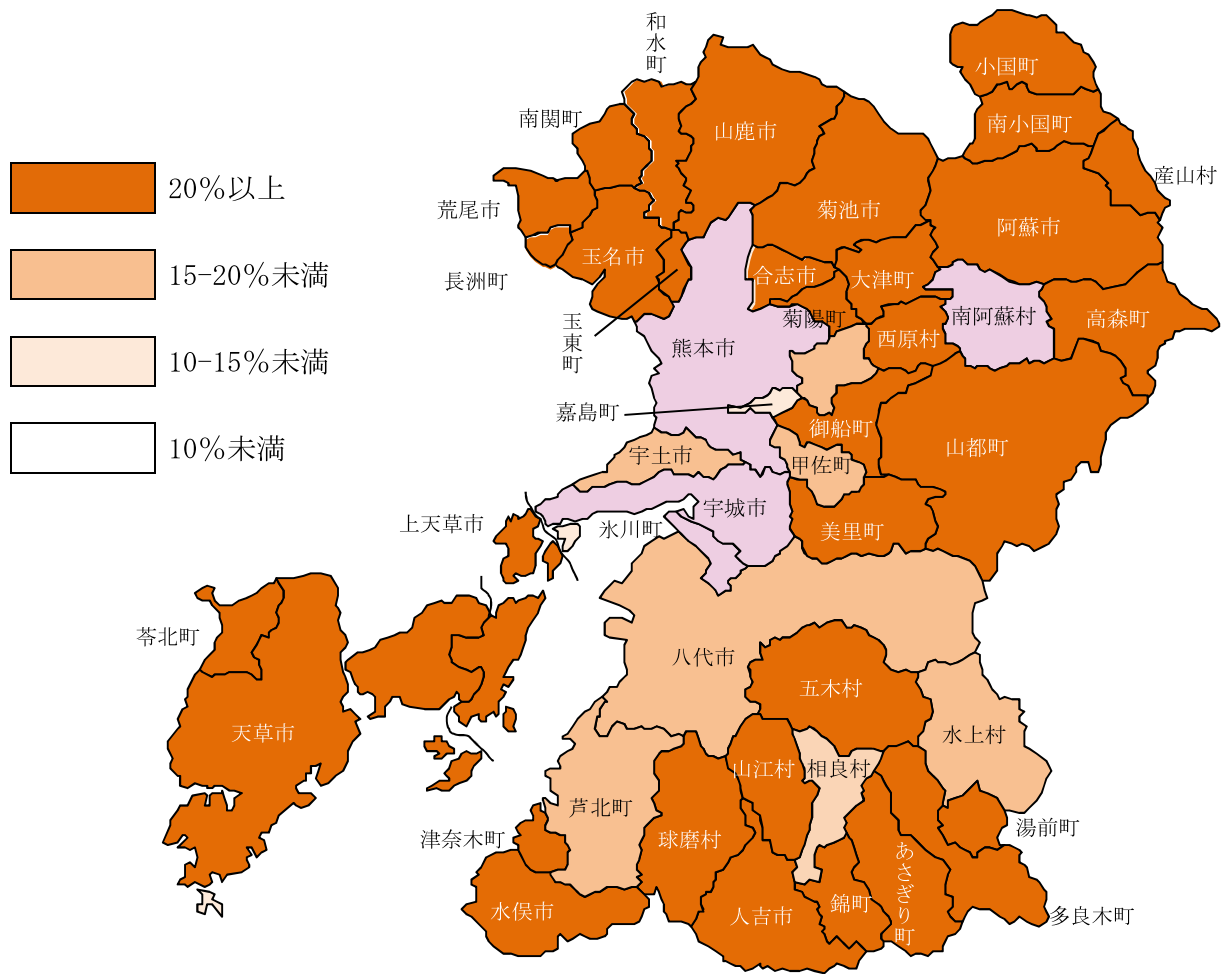 和水町
小国町
南関町
山鹿市
南小国町
産山村
20%以上
荒尾市
菊池市
阿蘇市
玉名市
15-20%未満
長洲町
合志市
大津町
玉東町
菊陽町
南阿蘇村
高森町
西原村
熊本市
10-15%未満
嘉島町
御船町
10%未満
宇土市
甲佐町
山都町
宇城市
上天草市
氷川町
美里町
苓北町
八代市
五木村
天草市
水上村
山江村
相良村
芦北町
湯前町
津奈木町
球磨村
あさぎり町
水俣市
人吉市
錦町
多良木町